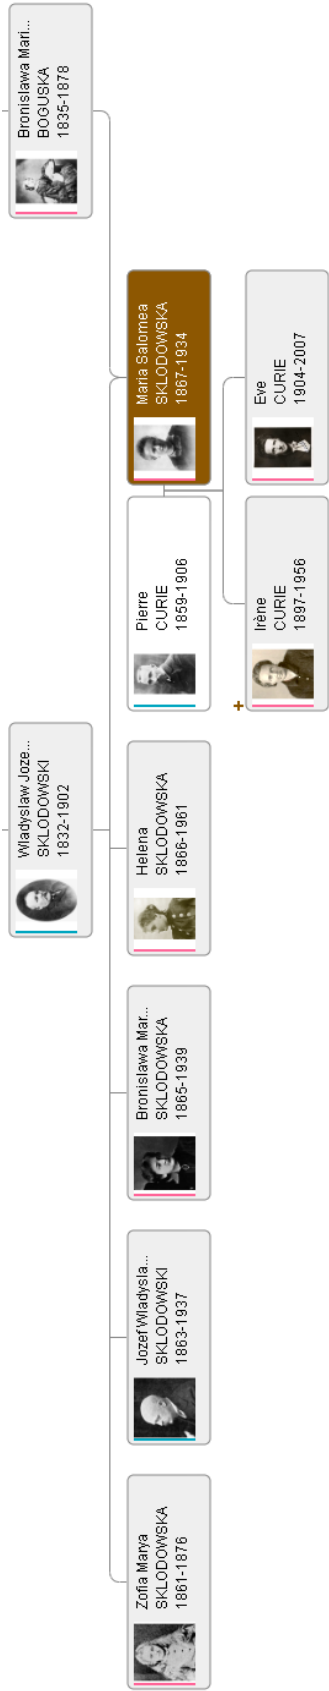 Wladyslaw Joze...
SKLODOWSKI
1832-1902
Bronislawa Mari...
BOGUSKA
1835-1878
Zofia Marya
SKLODOWSKA
1861-1876
Jozef Wladysla...
SKLODOWSKI
1863-1937
Bronislawa Mar...
SKLODOWSKA
1865-1939
Helena
SKLODOWSKA
1866-1961
Pierre
CURIE
1859-1906
Maria Salomea
SKLODOWSKA
1867-1934
Irène
CURIE
1897-1956
Eve
CURIE
1904-2007